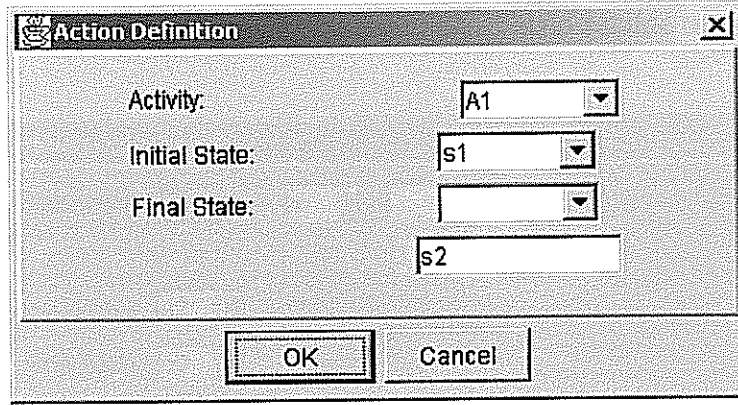 Action Definition
Activity: A1
Initial State: s1
Final State:
s2
OK Cancel